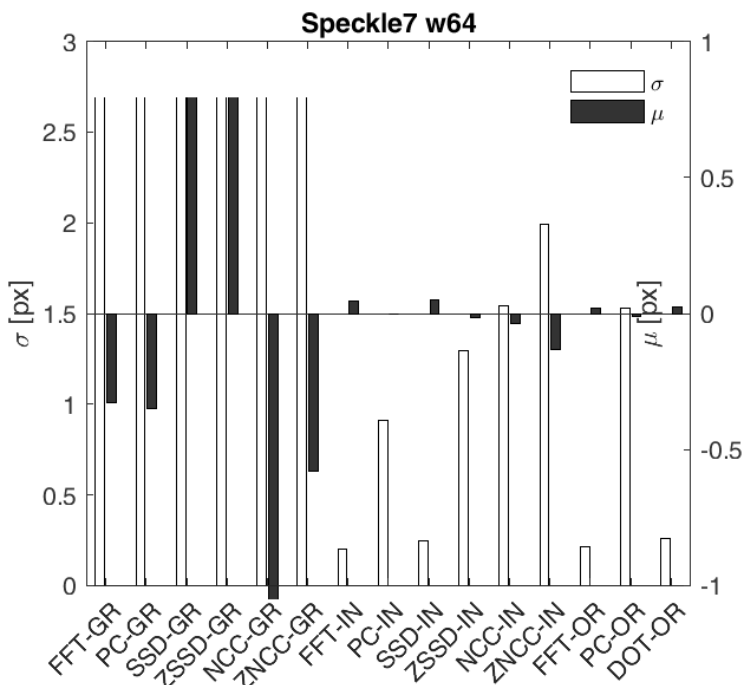 Speckle7 w64
σ
μ
3
2.5
2
1.5
1
0.5
0
σ [px]
1
0.5
0
-0.5
-1
μ [px]
FFT-GR
PC-GR
SSD-GR
ZSSD-GR
NCC-GR
ZNCC-GR
FFT-IN
PC-IN
SSD-IN
ZSSD-IN
NCC-IN
ZNCC-IN
FFT-OR
PC-OR
DOT-OR